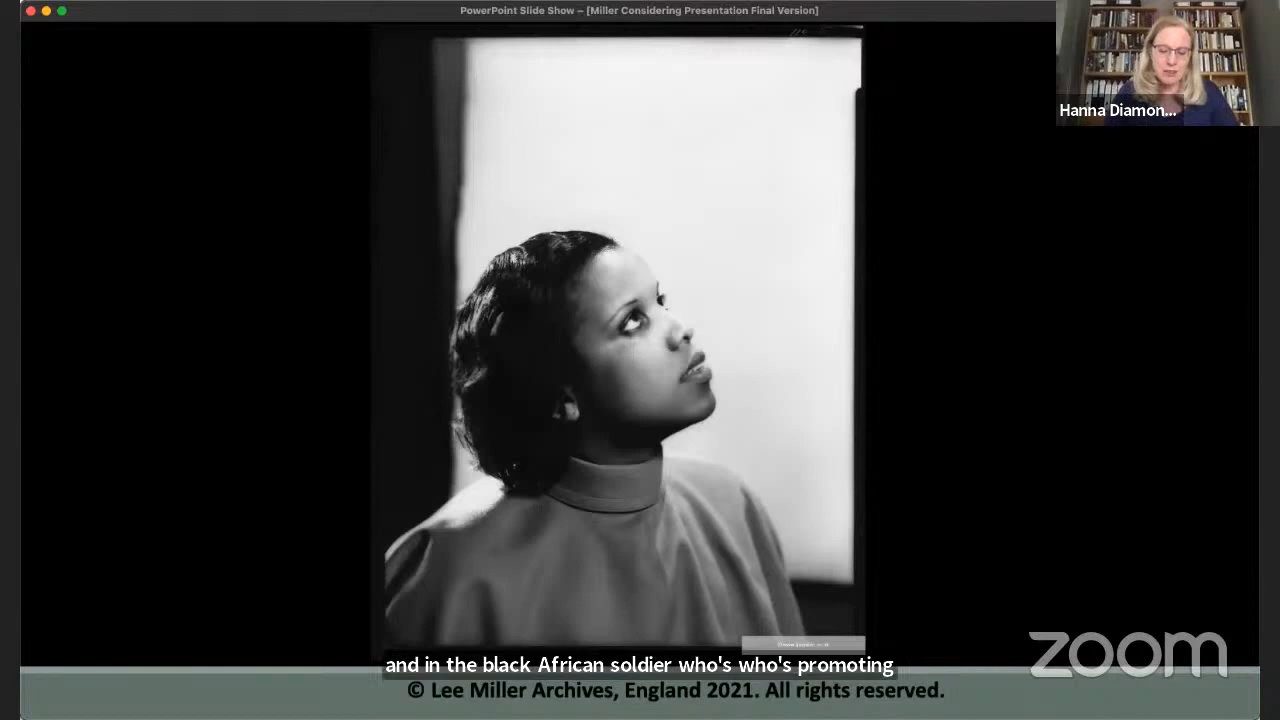 PowerPoint Slide Show – [Miller Considering Presentation Final Version]
Hanna Diamon...
zoom
and in the black African soldier who's who's promoting
© Lee Miller Archives, England 2021. All rights reserved.